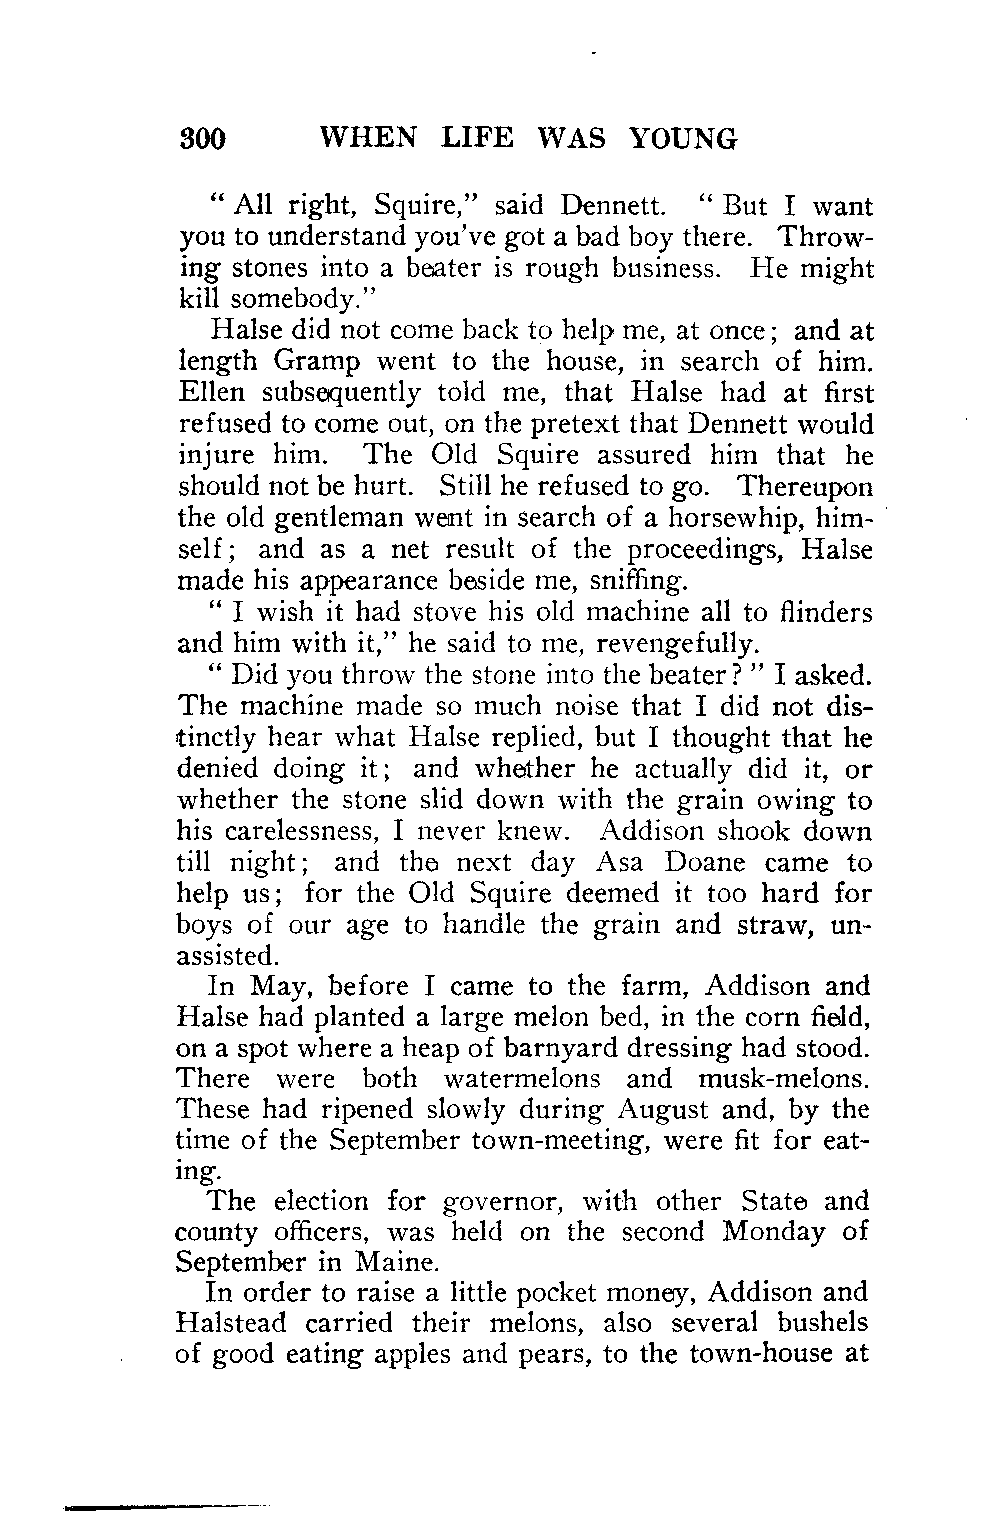 300 WHEN LIFE WAS YOUNG
" All right, Squire," said Dennett. " But I want
you to understand you've got a bad boy there. Throw-
ing stones into a beater is rough business. He might
kill somebody."
Halse did not come back to help me, at once; and at
length Gramp went to the house, in search of him.
Ellen subsequently told me, that Halse had at first
refused to come out, on the pretext that Dennett would
injure him. The Old Squire assured him that he
should not be hurt. Still he refused to go. Thereupon
the old gentleman went in search of a horsewhip, him-
self; and as a net result of the proceedings, Halse
made his appearance beside me, sniffing.
" I wish it had stove his old machine all to flinders
and him with it," he said to me, revengefully.
" Did you throw the stone into the beater? " I asked.
The machine made so much noise that I did not dis-
tinctly hear what Halse replied, but I thought that he
denied doing it; and whether he actually did it, or
whether the stone slid down with the grain owing to
his carelessness, I never knew. Addison shook down
till night; and the next day Asa Doane came to
help us; for the Old Squire deemed it too hard for
boys of our age to handle the grain and straw, un-
assisted.
In May, before I came to the farm, Addison and
Halse had planted a large melon bed, in the corn field,
on a spot where a heap of barnyard dressing had stood.
There were both watermelons and musk-melons.
These had ripened slowly during August and, by the
time of the September town-meeting, were fit for eat-
ing.
The election for governor, with other State and
county officers, was held on the second Monday of
September in Maine.
In order to raise a little pocket money, Addison and
Halstead carried their melons, also several bushels
of good eating apples and pears, to the town-house at